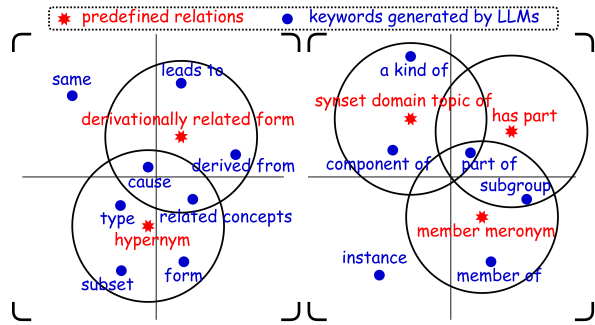 predefined relations keywords generated by LLMs
same
leads to
derivationally related form
derived from
cause
type
related concepts
hypernym
subset
form
a kind of
synset domain topic of
has part
component of
part of
subgroup
member meronym
instance
member of